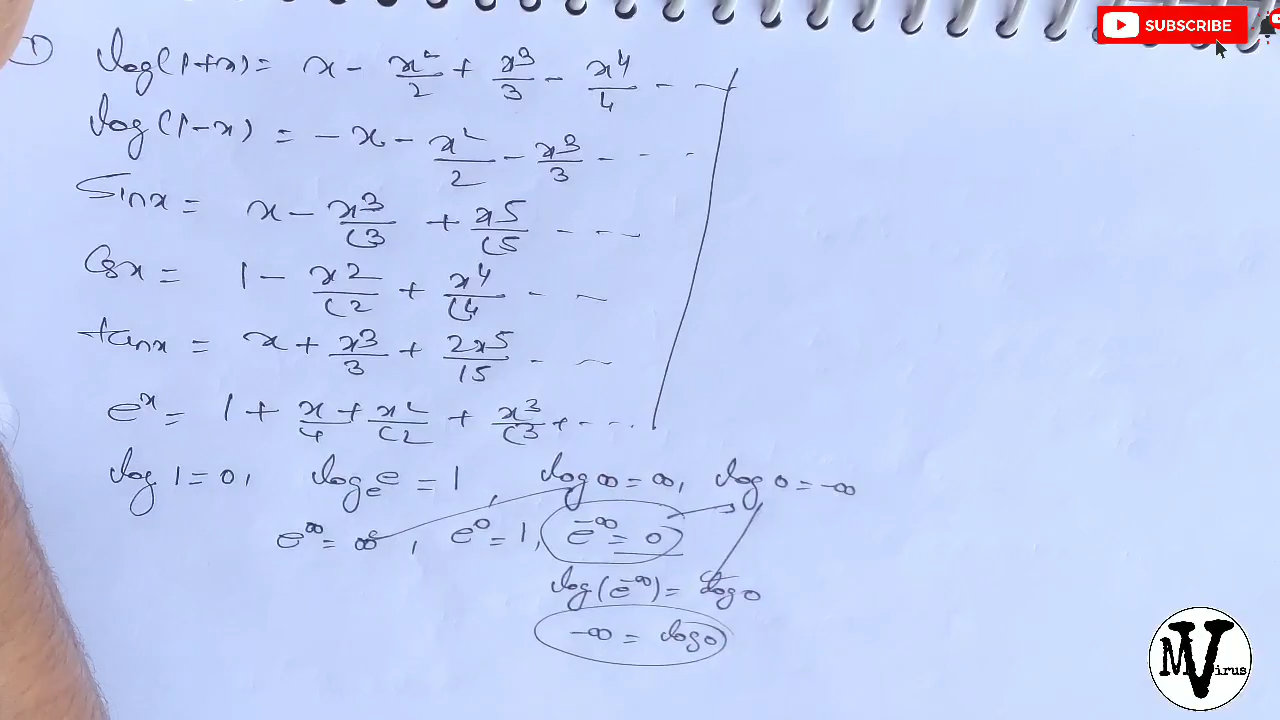 SUBSCRIBE
① log(1+x) = x - x²/2 + x³/3 - x⁴/4 - - -
log(1-x) = -x - x²/2 - x³/3 - - - -
Sinx = x - x³/(3 + x⁵/(5 - - - -
Cosx = 1 - x²/(2 + x⁴/(4 - - -
tanx = x + x³/3 + 2x⁵/15 - - -
eˣ = 1 + x/4 + x²/(2 + x³/(3 + - - - -
log 1 = 0, logₑe = 1, log∞ = ∞, log 0 = -∞
e^∞ = ∞, e⁰ = 1, e^-∞ = 0
log(e^-∞) = log 0
-∞ = log 0
MVirus